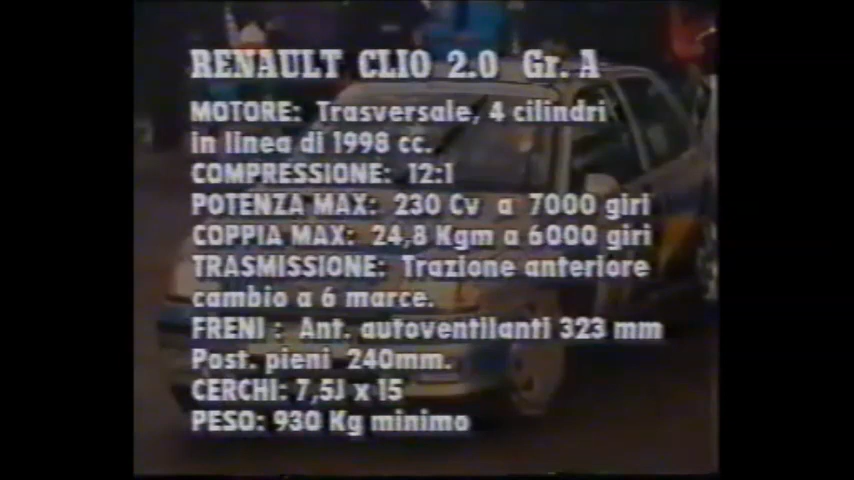 RENAULT CLIO 2.0 Gr. A
MOTORE: Trasversale, 4 cilindri
in linea di 1998 cc.
COMPRESSIONE: 12:1
POTENZA MAX: 230 Cv a 7000 giri
COPPIA MAX: 24,8 Kgm a 6000 giri
TRASMISSIONE: Trazione anteriore
cambio a 6 marce.
FRENI : Ant. autoventilanti 323 mm
Post. pieni 240mm.
CERCHI: 7,5J x 15
PESO: 930 Kg minimo